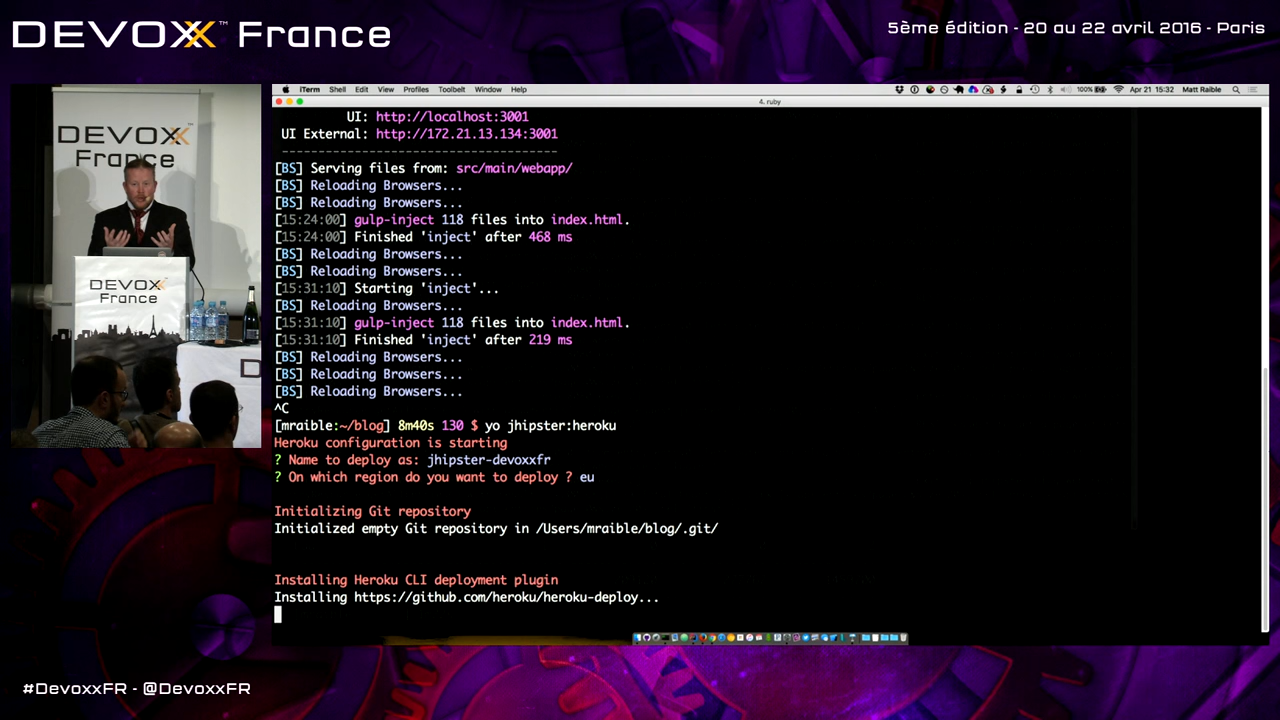 DEVOXX™ France
5ème édition - 20 au 22 avril 2016 - Paris
DEVOXX
France
DEVOXX
France
D
iTerm Shell Edit View Profiles Toolbelt Window Help
100% Apr 21 15:32 Matt Raible
4. ruby
UI: http://localhost:3001
UI External: http://172.21.13.134:3001
-------------------------------------
[BS] Serving files from: src/main/webapp/
[BS] Reloading Browsers...
[BS] Reloading Browsers...
[15:24:00] gulp-inject 118 files into index.html.
[15:24:00] Finished 'inject' after 468 ms
[BS] Reloading Browsers...
[BS] Reloading Browsers...
[15:31:10] Starting 'inject'...
[BS] Reloading Browsers...
[15:31:10] gulp-inject 118 files into index.html.
[15:31:10] Finished 'inject' after 219 ms
[BS] Reloading Browsers...
[BS] Reloading Browsers...
[BS] Reloading Browsers...
^C
[mraible:~/blog] 8m40s 130 $ yo jhipster:heroku
Heroku configuration is starting
? Name to deploy as: jhipster-devoxxfr
? On which region do you want to deploy ? eu
Initializing Git repository
Initialized empty Git repository in /Users/mraible/blog/.git/
Installing Heroku CLI deployment plugin
Installing https://github.com/heroku/heroku-deploy...
#DevoxxFR - @DevoxxFR